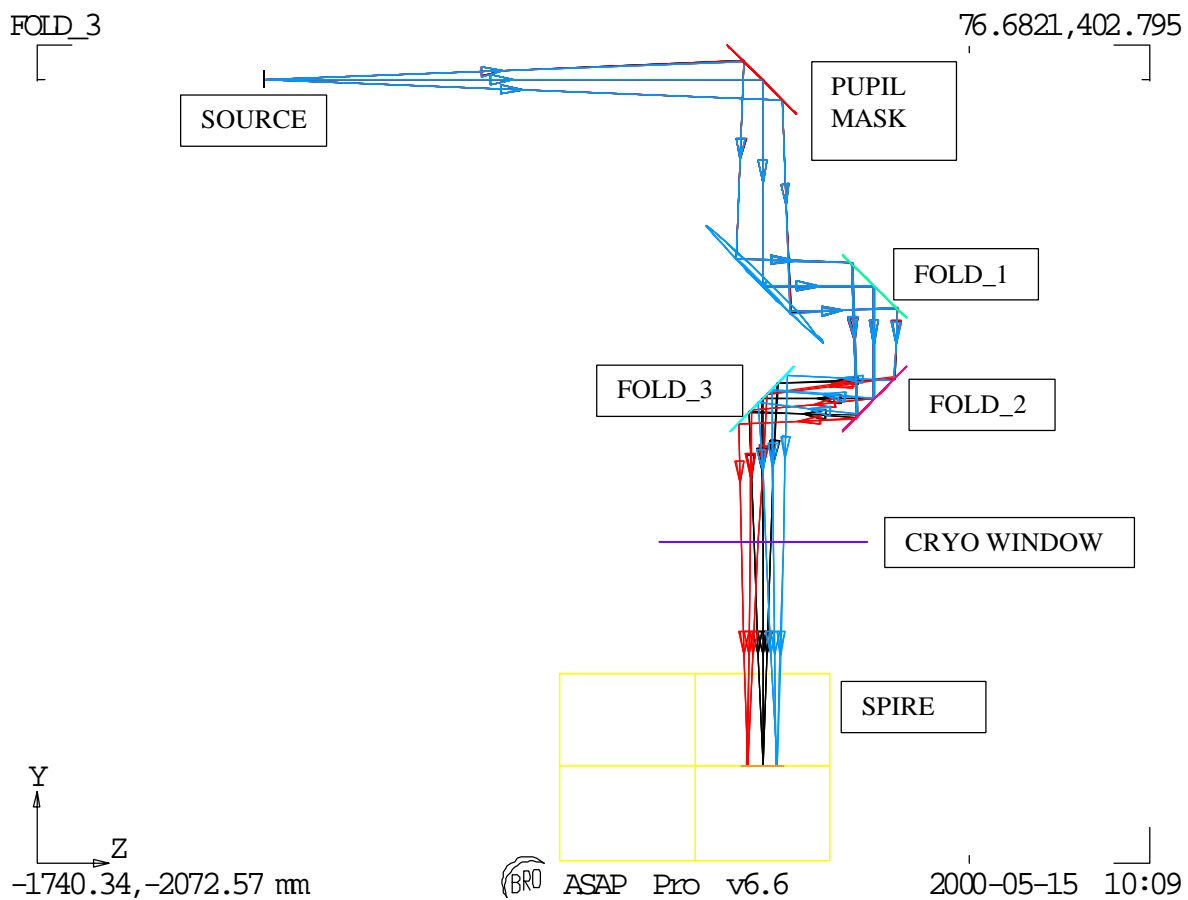 FOLD_3
76.6821,402.795
SOURCE
PUPIL
MASK
FOLD_1
FOLD_3
FOLD_2
CRYO WINDOW
SPIRE
Y
Z
-1740.34,-2072.57 mm
BRO
ASAP Pro v6.6
2000-05-15 10:09